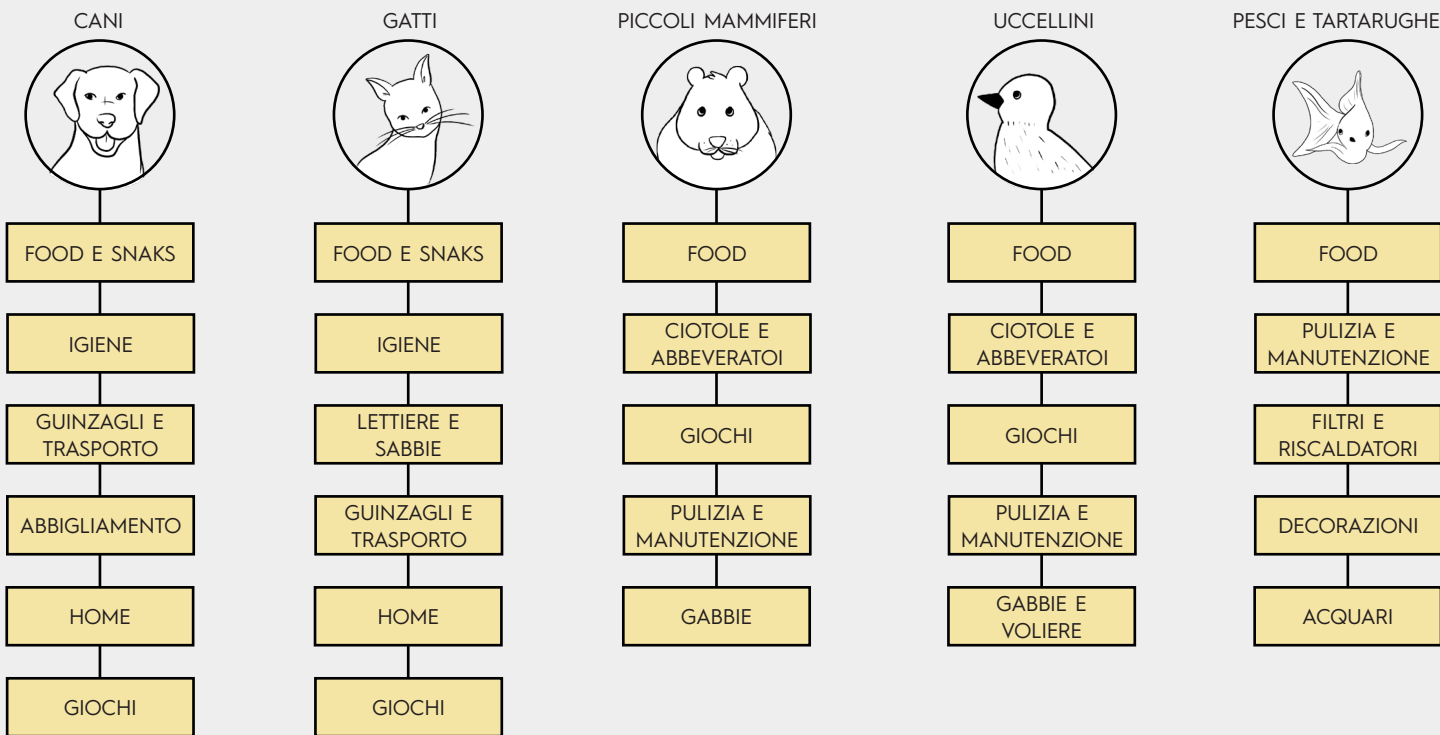 CANI
FOOD E SNAKS
IGIENE
GUINZAGLI E
TRASPORTO
ABBIGLIAMENTO
HOME
GIOCHI
GATTI
FOOD E SNAKS
IGIENE
LETTIERE E
SABBIE
GUINZAGLI E
TRASPORTO
HOME
GIOCHI
PICCOLI MAMMIFERI
FOOD
CIOTOLE E
ABBEVERATOI
GIOCHI
PULIZIA E
MANUTENZIONE
GABBIE
UCCELLINI
FOOD
CIOTOLE E
ABBEVERATOI
GIOCHI
PULIZIA E
MANUTENZIONE
GABBIE E
VOLIERE
PESCI E TARTARUGHE
FOOD
PULIZIA E
MANUTENZIONE
FILTRI E
RISCALDATORI
DECORAZIONI
ACQUARI